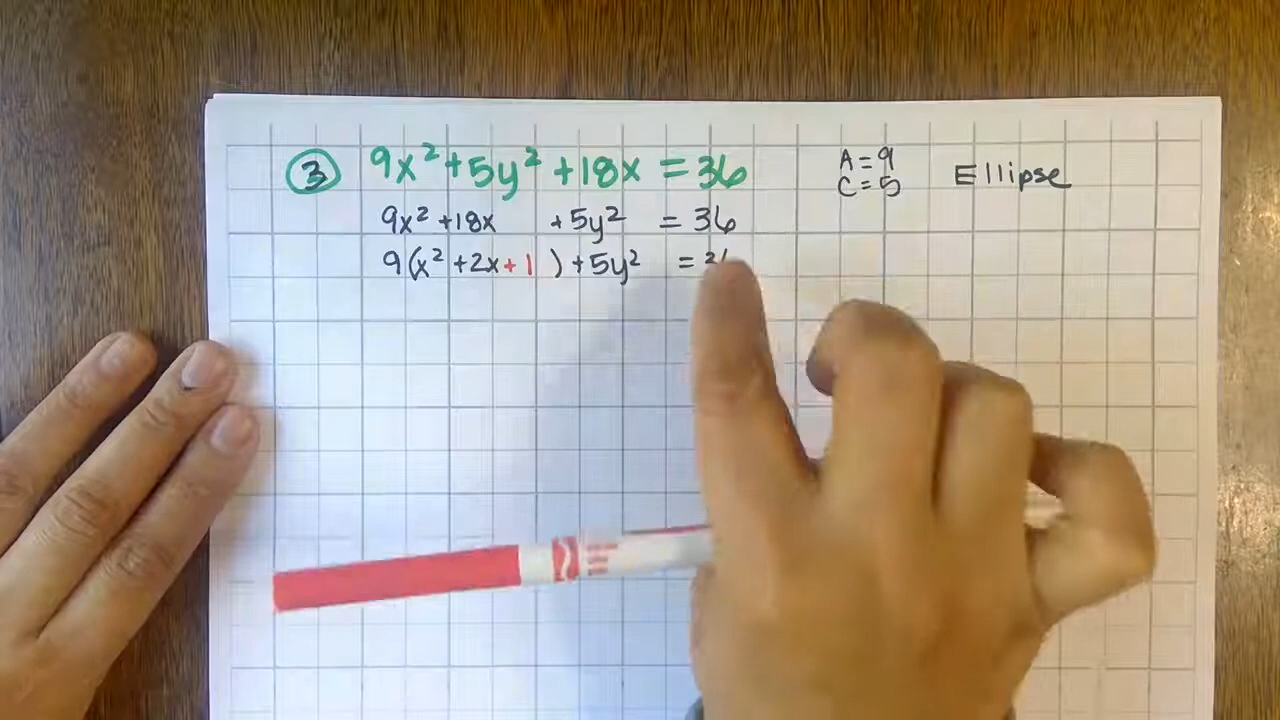 ③ 9x² + 5y² + 18x = 36
A = 9
C = 5
Ellipse
9x² + 18x + 5y² = 36
9(x² + 2x + 1 ) + 5y² =